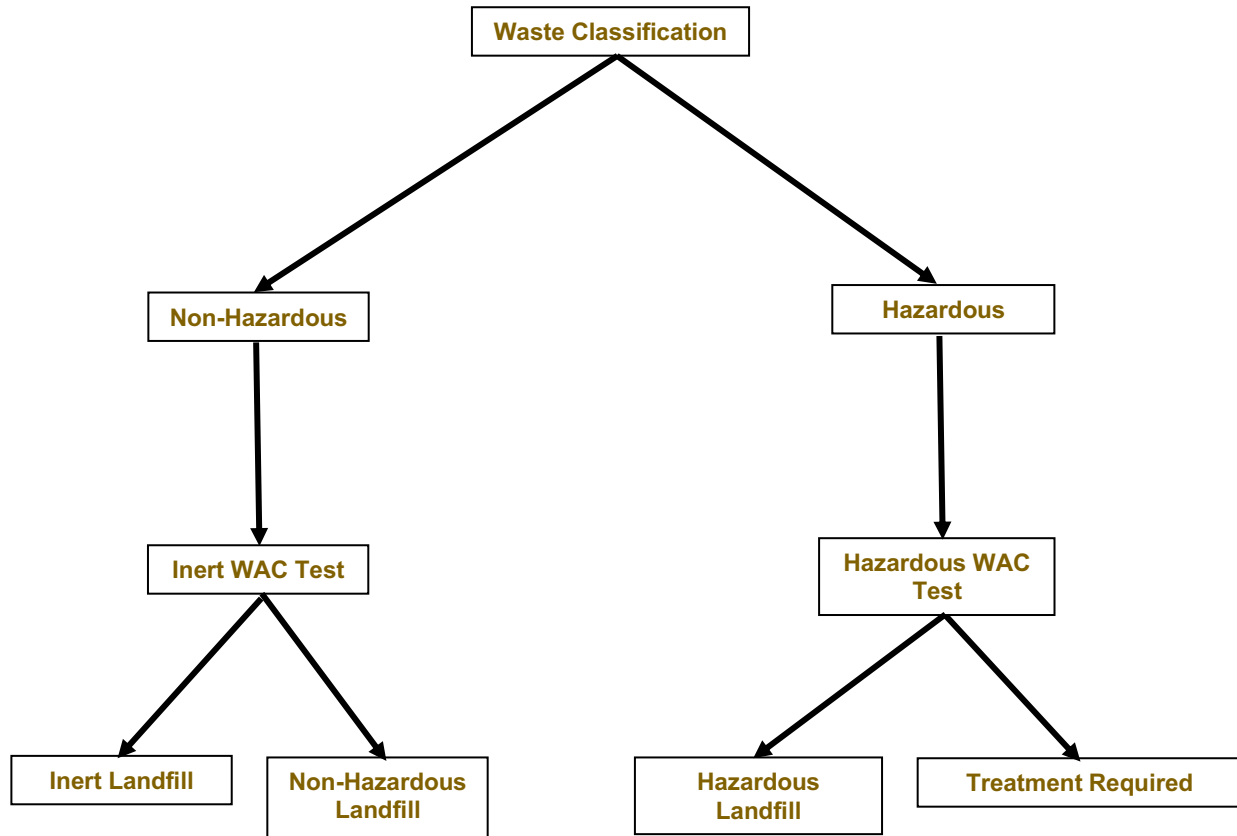 Waste Classification
Non-Hazardous
Hazardous
Inert WAC Test
Hazardous WAC
Test
Inert Landfill
Non-Hazardous
Landfill
Hazardous
Landfill
Treatment Required